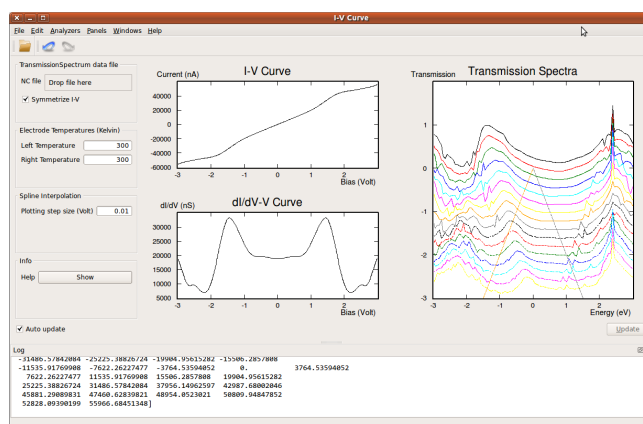 I-V Curve
File Edit Analyzers Panels Windows Help
TransmissionSpectrum data file
NC file Drop file here
Symmetrize I-V
Electrode Temperatures (Kelvin)
Left Temperature 300
Right Temperature 300
Spline Interpolation
Plotting step size (Volt) 0.01
Info
Help Show
Auto update
Current (nA) I-V Curve
40000
20000
0
-20000
-40000
-60000
-3 -2 -1 0 1 2
Bias (Volt)
dI/dV (nS) dI/dV-V Curve
30000
25000
20000
15000
10000
5000
-3 -2 -1 0 1 2
Bias (Volt)
Transmission Transmission Spectra
1
0
-1
-2
-3
-3 -2 -1 0 1 2
Energy (eV)
Update
Log
-31486.57842084 -25225.38826724 -19904.95615282 -15506.2857808
-11535.91769908 -7622.26227477 -3764.53594052 0. 3764.53594052
7622.26227477 11535.91769908 15506.2857808 19904.95615282
25225.38826724 31486.57842084 37956.14962597 42987.68002046
45881.29089831 47460.62839821 48954.0523021 50809.94847852
52828.09390199 55966.68451348]